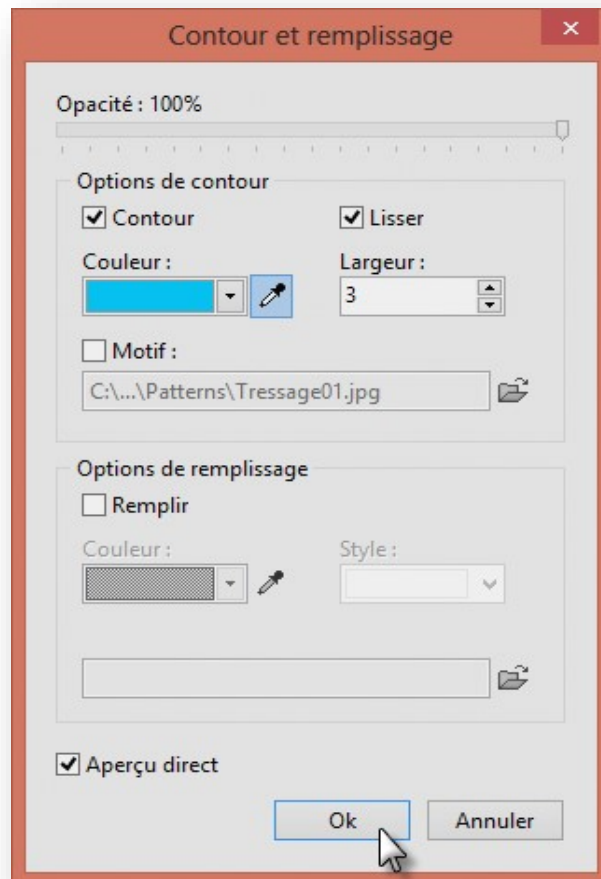 Contour et remplissage
Opacité : 100%
Options de contour
Contour Lisser
Couleur : Largeur :
3
Motif :
C:\...\Patterns\Tressage01.jpg
Options de remplissage
Remplir
Couleur : Style :
Aperçu direct
Ok Annuler